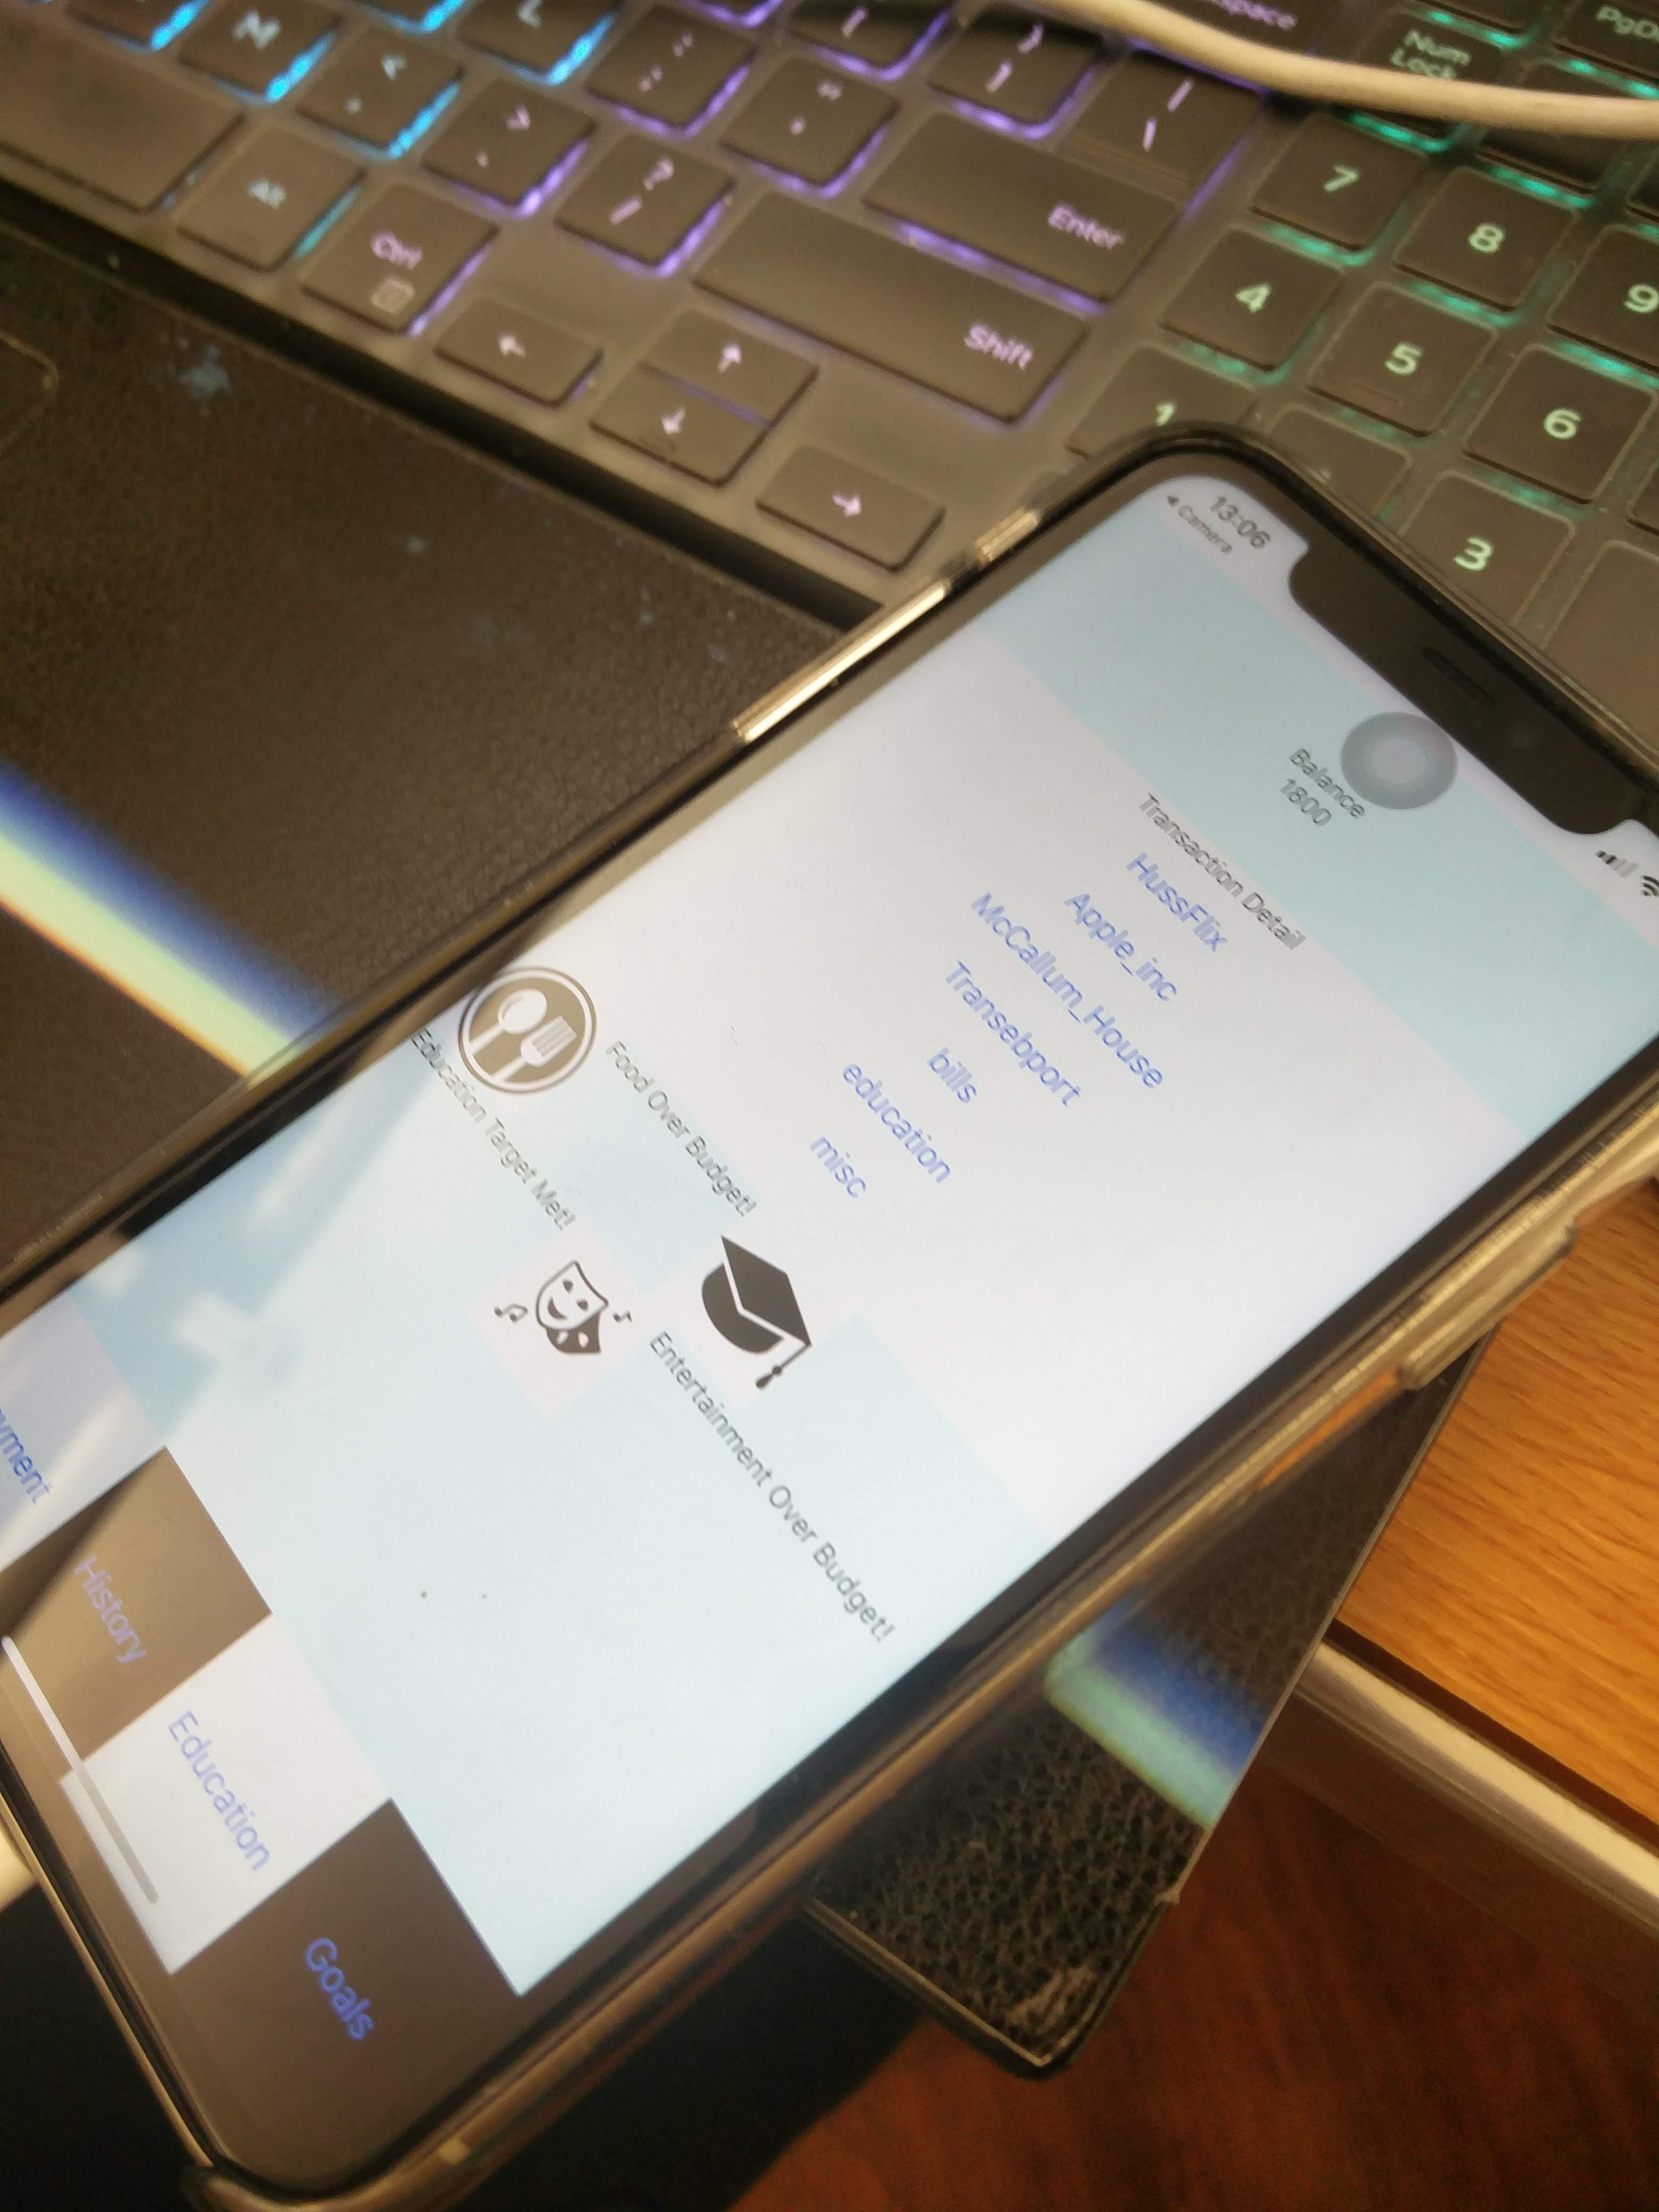 M
L
<
,
:
;
"
'
{
[
}
]
|
\
>
.
?
/
Alt
Ctrl
Enter
Shift
Num
Lock
7
8
9
4
5
6
1
3
←
↑
↓
→
13:06
◂ Camera
Balance
1800
Transaction Detail
HussFlix
Apple_inc
McCallum_House
Transebport
bills
education
misc
Food Over Budget!
Education Target Met!
Entertainment Over Budget!
History
Education
Goals